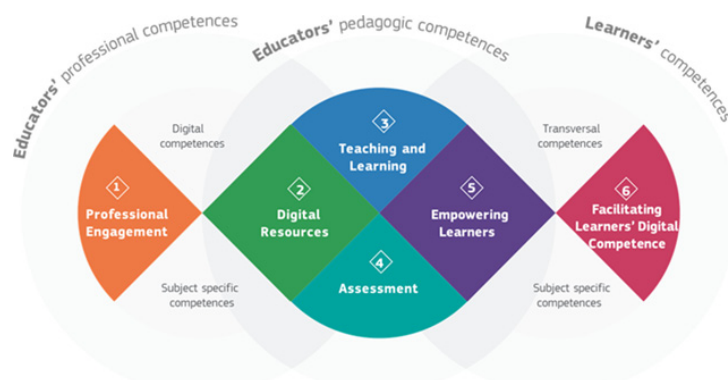 Educators' professional competences
Educators' pedagogic competences
Learners' competences
Digital
competences
Transversal
competences
1
Professional
Engagement
2
Digital
Resources
3
Teaching and
Learning
4
Assessment
5
Empowering
Learners
6
Facilitating
Learners' Digital
Competence
Subject specific
competences
Subject specific
competences